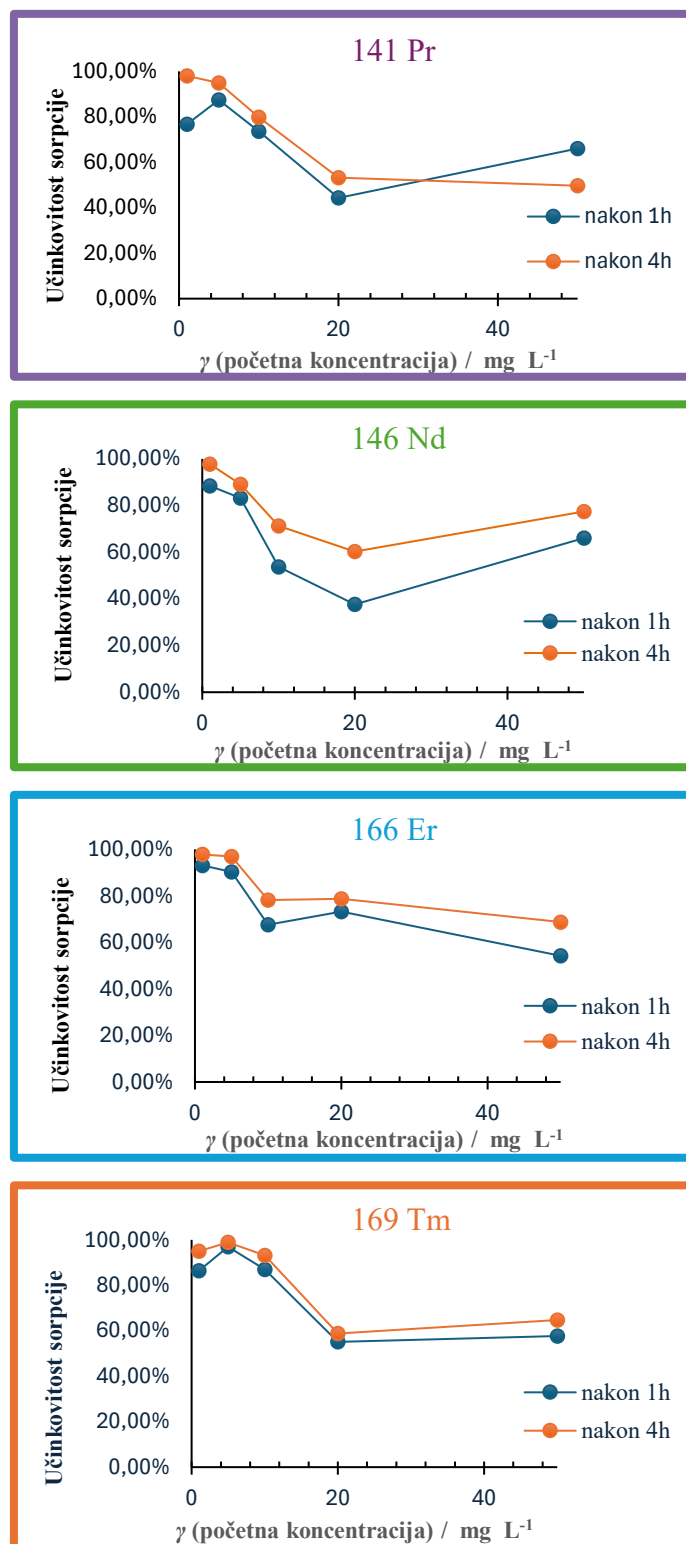 141 Pr
Učinkovitost sorpcije
100,00%
80,00%
60,00%
40,00%
20,00%
0,00%
0
20
40
nakon 1h
nakon 4h
γ (početna koncentracija) / mg L⁻¹
146 Nd
Učinkovitost sorpcije
100,00%
80,00%
60,00%
40,00%
20,00%
0,00%
0
20
40
nakon 1h
nakon 4h
γ (početna koncentracija) / mg L⁻¹
166 Er
Učinkovitost sorpcije
100,00%
80,00%
60,00%
40,00%
20,00%
0,00%
0
20
40
nakon 1h
nakon 4h
γ (početna koncentracija) / mg L⁻¹
169 Tm
Učinkovitost sorpcije
100,00%
80,00%
60,00%
40,00%
20,00%
0,00%
0
20
40
nakon 1h
nakon 4h
γ (početna koncentracija) / mg L⁻¹